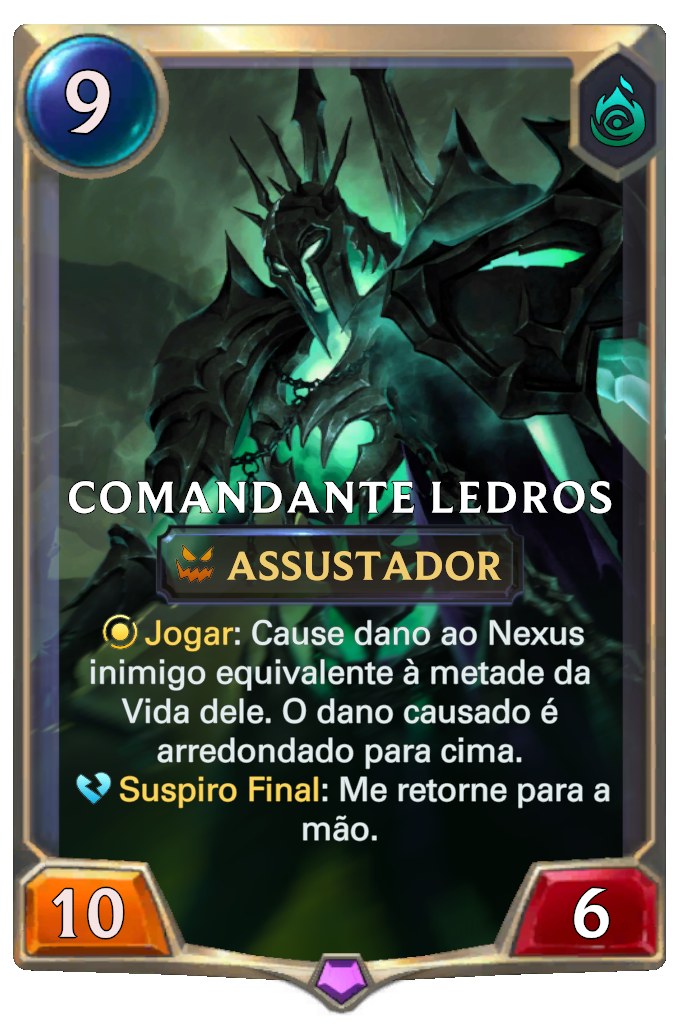 9
COMANDANTE LEDROS
ASSUSTADOR
Jogar: Cause dano ao Nexus
inimigo equivalente à metade da
Vida dele. O dano causado é
arredondado para cima.
Suspiro Final: Me retorne para a
mão.
10
6